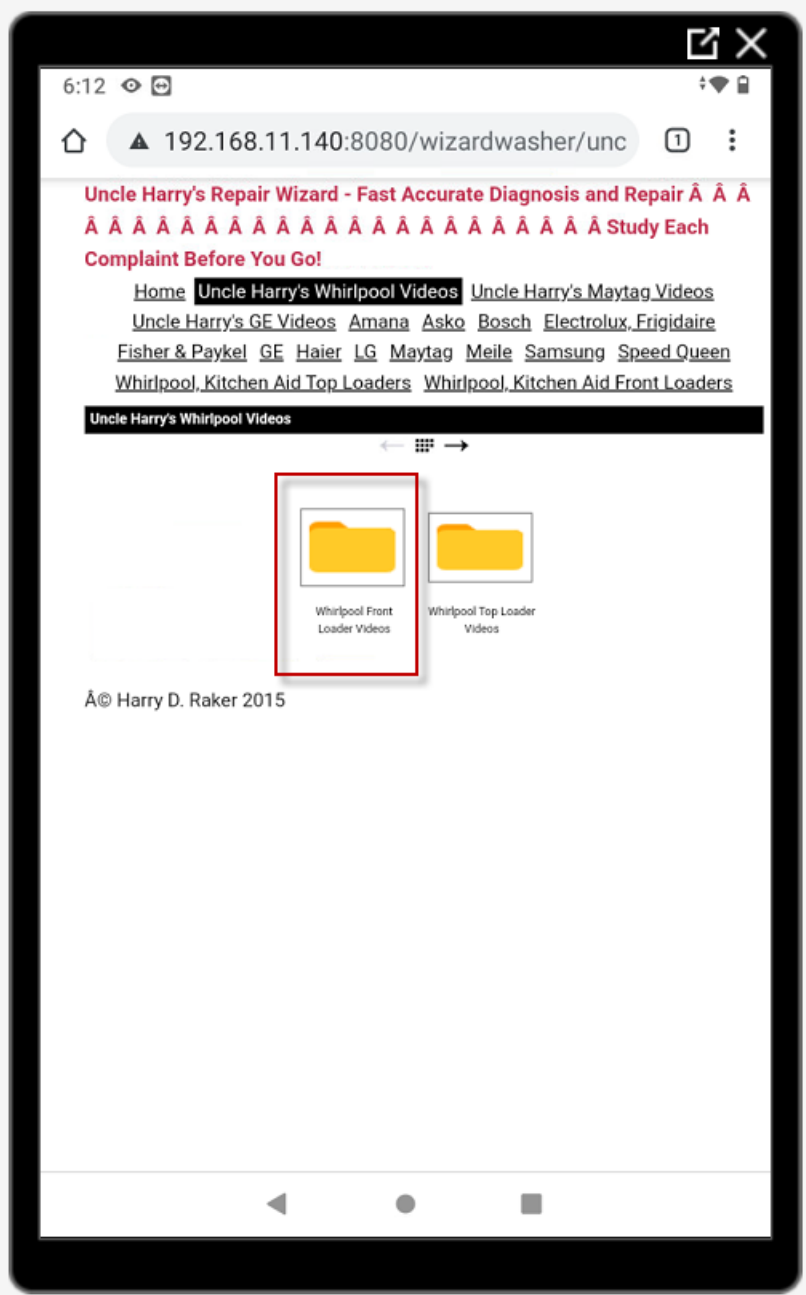 6:12
192.168.11.140:8080/wizardwasher/unc
1
Uncle Harry's Repair Wizard - Fast Accurate Diagnosis and Repair Â Â Â
Â Â Â Â Â Â Â Â Â Â Â Â Â Â Â Â Â Â Â Â Â Â Study Each
Complaint Before You Go!
Home Uncle Harry's Whirlpool Videos Uncle Harry's Maytag Videos
Uncle Harry's GE Videos Amana Asko Bosch Electrolux, Frigidaire
Fisher & Paykel GE Haier LG Maytag Meile Samsung Speed Queen
Whirlpool, Kitchen Aid Top Loaders Whirlpool, Kitchen Aid Front Loaders
Uncle Harry's Whirlpool Videos
Whirlpool Front
Loader Videos
Whirlpool Top Loader
Videos
Â© Harry D. Raker 2015